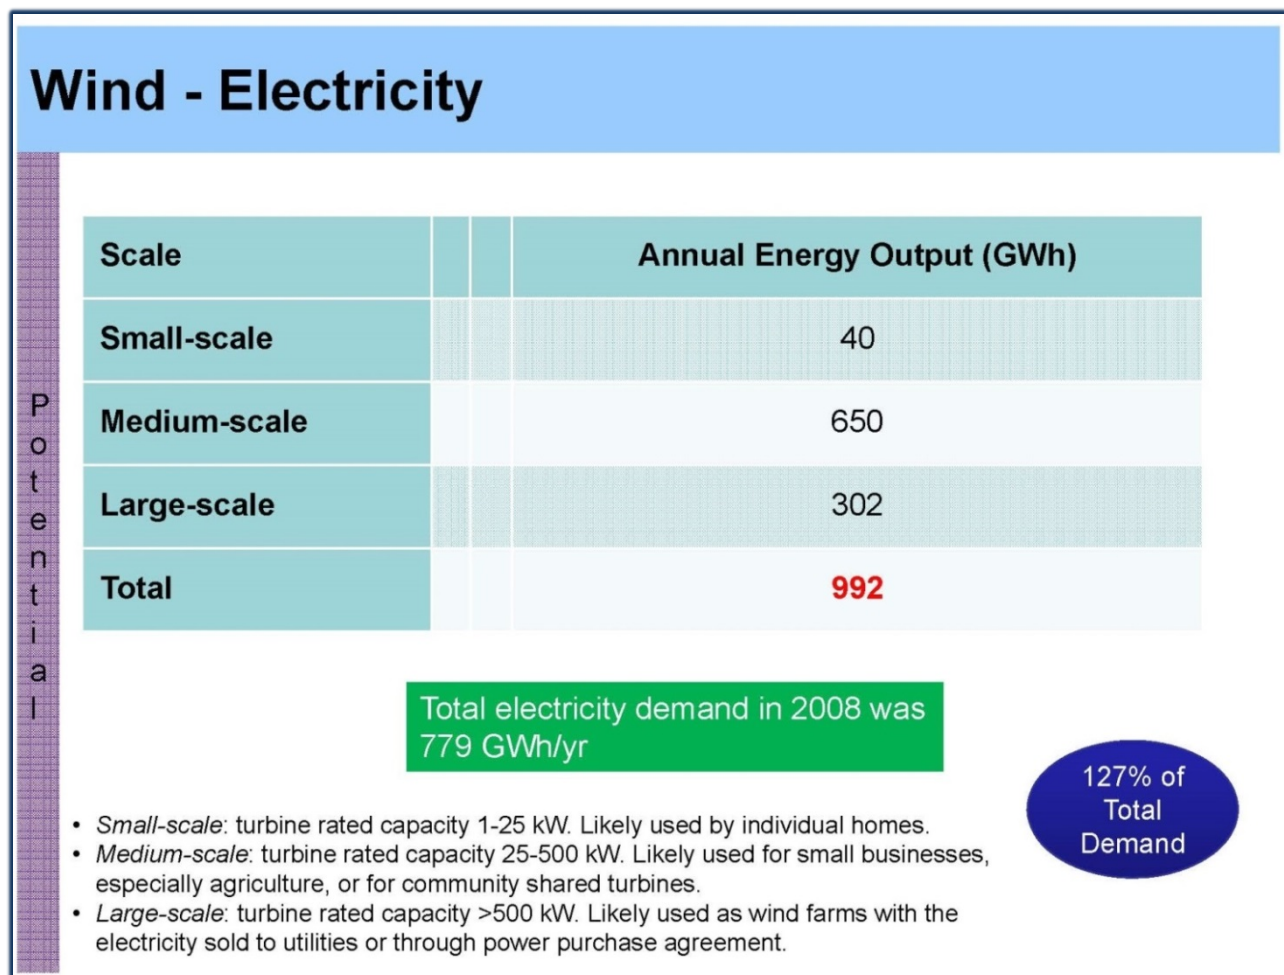 Wind - Electricity
Potential
Scale Annual Energy Output (GWh)
Small-scale 40
Medium-scale 650
Large-scale 302
Total 992
Total electricity demand in 2008 was
779 GWh/yr
127% of
Total
Demand
• Small-scale: turbine rated capacity 1-25 kW. Likely used by individual homes.
• Medium-scale: turbine rated capacity 25-500 kW. Likely used for small businesses,
especially agriculture, or for community shared turbines.
• Large-scale: turbine rated capacity >500 kW. Likely used as wind farms with the
electricity sold to utilities or through power purchase agreement.